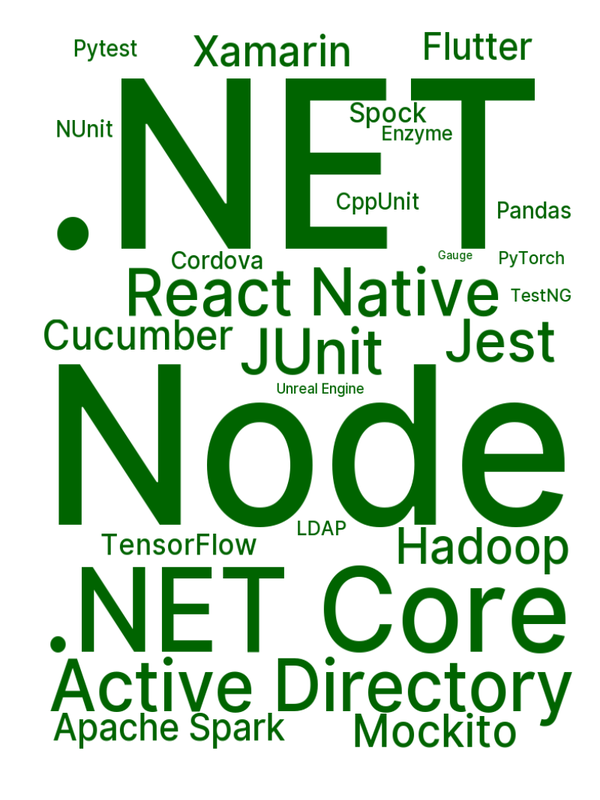 Pytest
Xamarin
Flutter
.NET
Spock
NUnit
Enzyme
CppUnit
Pandas
Cordova
Gauge
PyTorch
React Native
TestNG
Cucumber
JUnit
Jest
Unreal Engine
Node
LDAP
TensorFlow
Hadoop
.NET Core
Active Directory
Apache Spark
Mockito